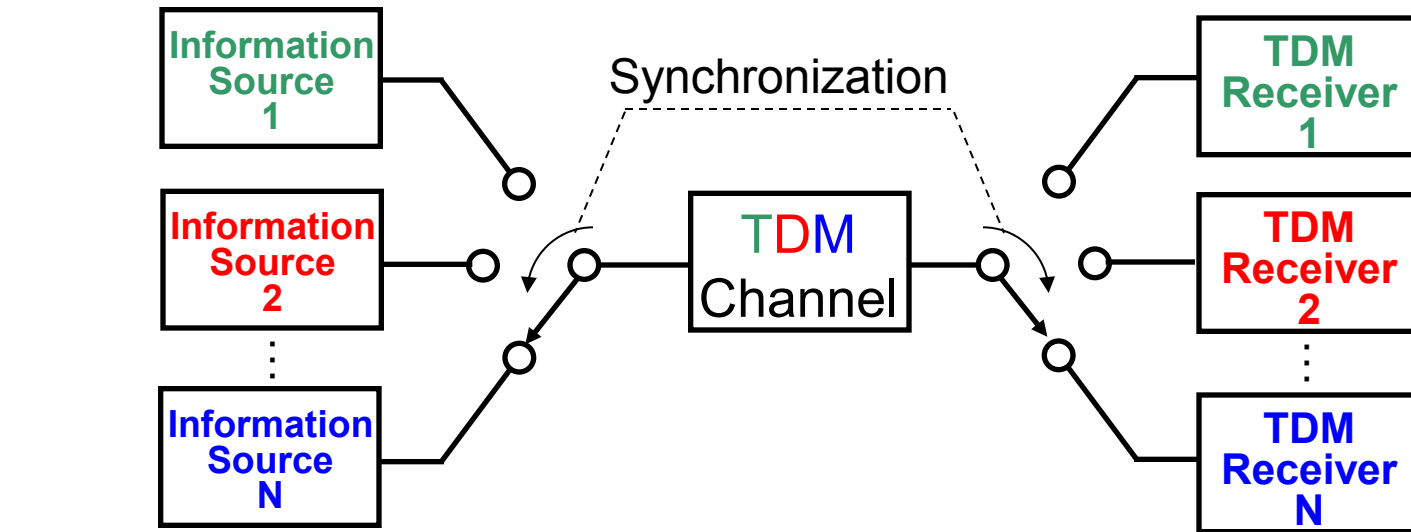 Information
Source
1
Synchronization
TDM
Receiver
1
Information
Source
2
TDM
Channel
TDM
Receiver
2
Information
Source
N
TDM
Receiver
N